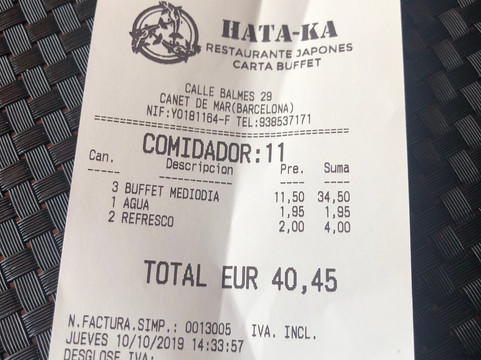 HATA-KA
RESTAURANTE JAPONES
CARTA BUFFET
CALLE BALMES 29
CANET DE MAR(BARCELONA)
NIF:Y0181164-F TEL:938537171
COMIDADOR:11
Can. Descripcion Pre. Suma
3 BUFFET MEDIODIA 11,50 34,50
1 AGUA 1,95 1,95
2 REFRESCO 2,00 4,00
TOTAL EUR 40,45
N.FACTURA.SIMP.: 0013005 IVA. INCL.
JUEVES 10/10/2019 14:33:57
DESGLOSE IVA: